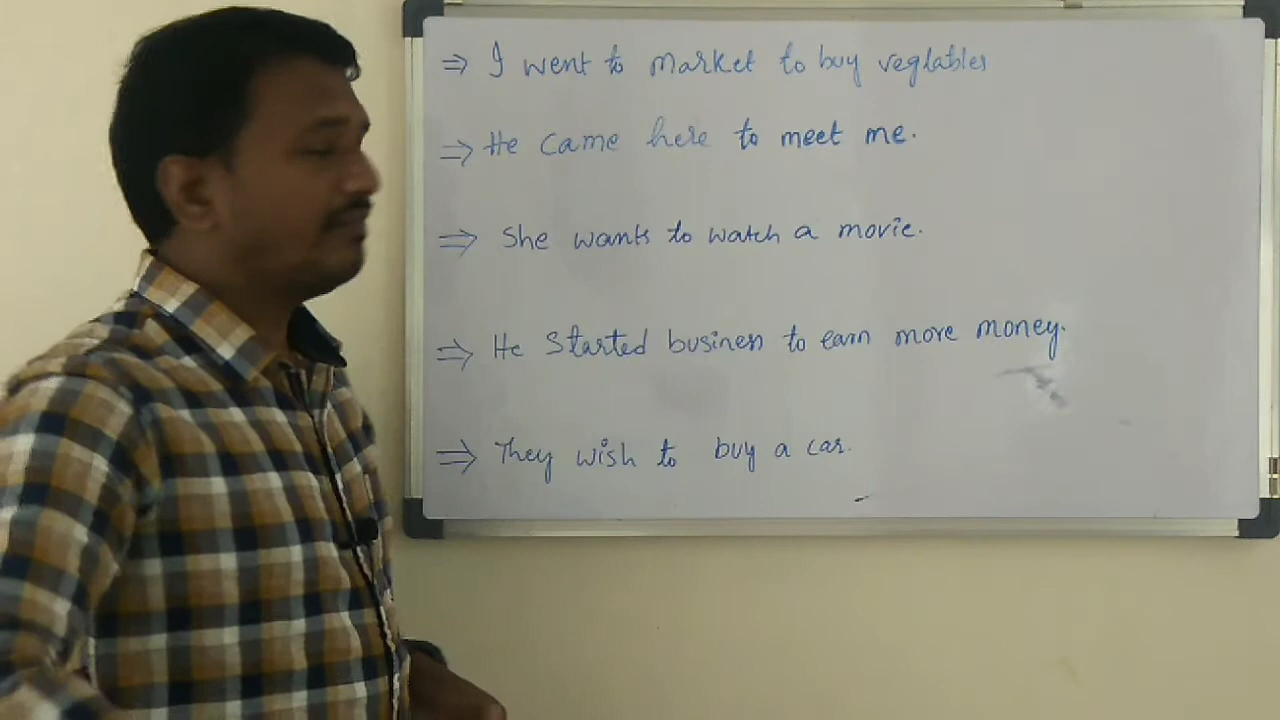 ⇒ I went to market to buy vegtables
⇒ He came here to meet me.
⇒ She wants to watch a movie.
⇒ He started business to earn more money.
⇒ They wish to buy a car.